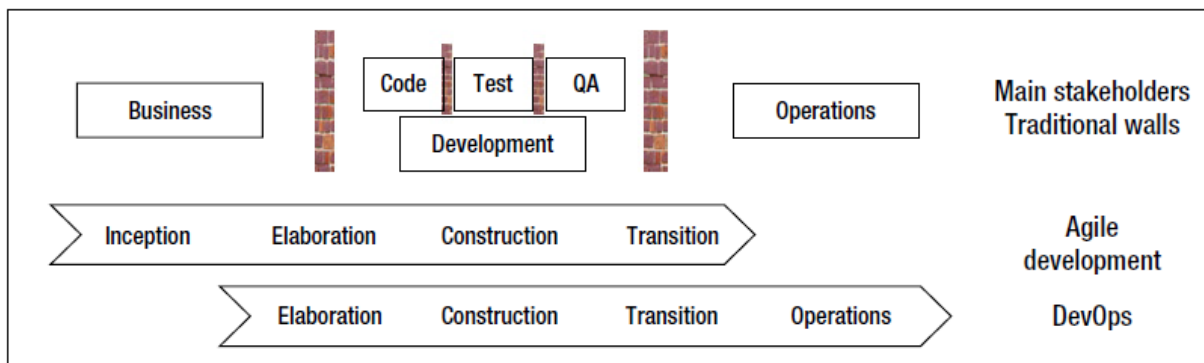 Code
Test
QA
Business
Operations
Main stakeholders
Traditional walls
Development
Inception
Elaboration
Construction
Transition
Agile
development
Elaboration
Construction
Transition
Operations
DevOps